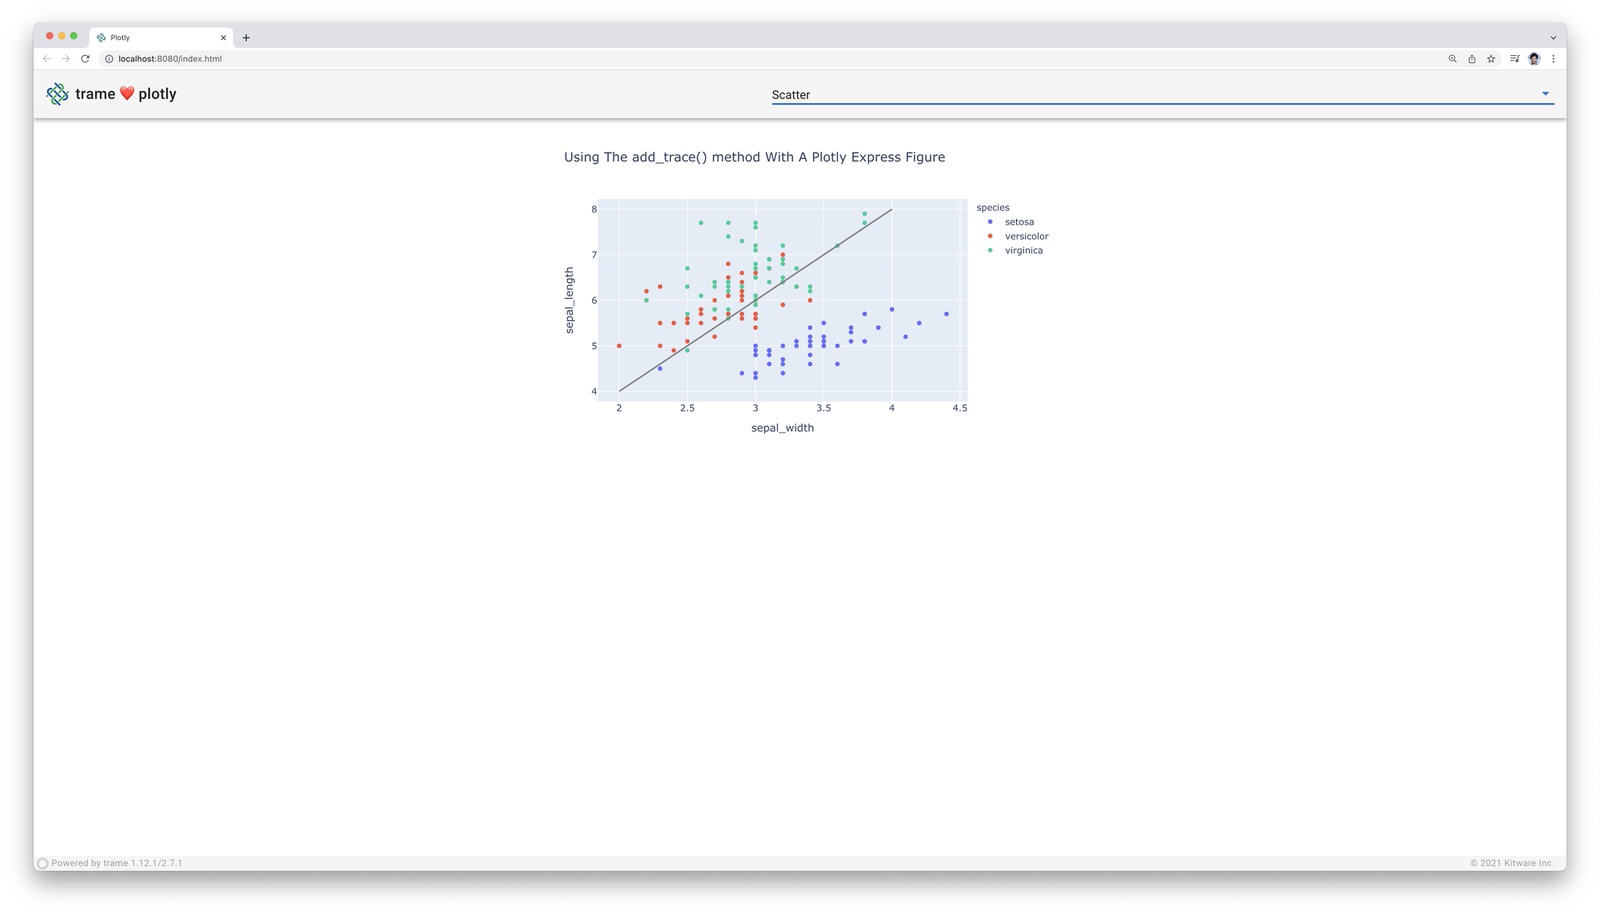 Plotly
localhost:8080/index.html
trame ❤️ plotly
Scatter
Using The add_trace() method With A Plotly Express Figure
species
setosa
versicolor
virginica
8
7
6
5
4
sepal_length
2 2.5 3 3.5 4 4.5
sepal_width
Powered by trame 1.12.1/2.7.1
© 2021 Kitware Inc.